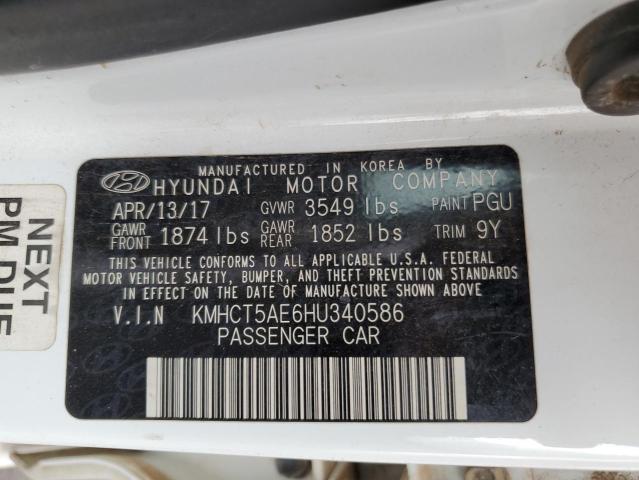 MANUFACTURED IN KOREA BY
HYUNDAI MOTOR COMPANY
APR/13/17 GVWR 3549 lbs PAINT PGU
GAWR FRONT 1874 lbs GAWR REAR 1852 lbs TRIM 9Y
THIS VEHICLE CONFORMS TO ALL APPLICABLE U.S.A. FEDERAL
MOTOR VEHICLE SAFETY, BUMPER, AND THEFT PREVENTION STANDARDS
IN EFFECT ON THE DATE OF MANUFACTURE SHOWN ABOVE
V.I.N KMHCT5AE6HU340586
PASSENGER CAR
NEXT
PM DUE